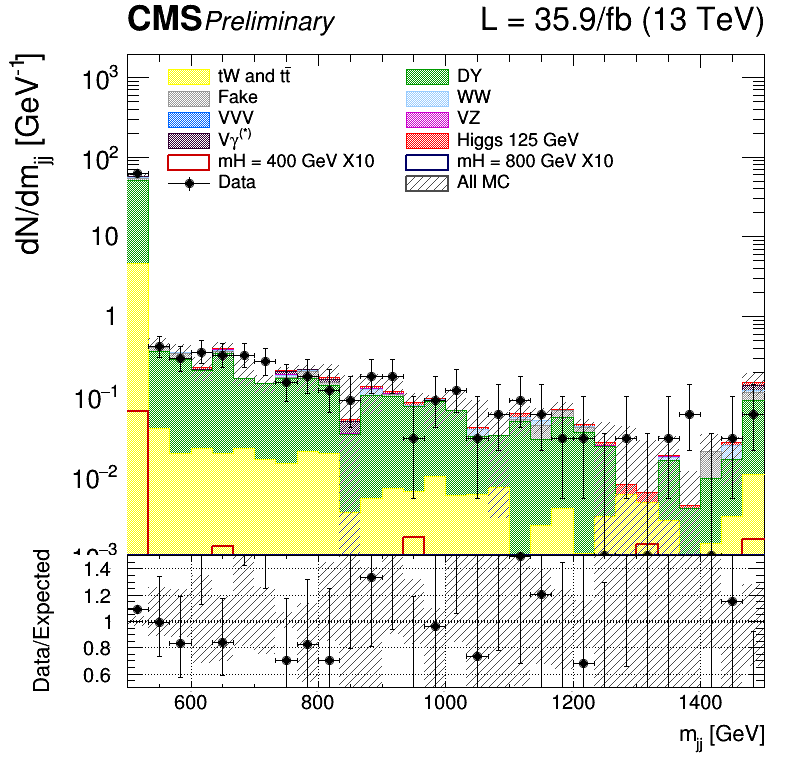 CMS Preliminary L = 35.9/fb (13 TeV)
dN/dm_jj [GeV⁻¹]
10³
10²
10
1
10⁻¹
10⁻²
10⁻³
tW and tt̄ DY
Fake WW
VVV VZ
Vγ⁽*⁾ Higgs 125 GeV
mH = 400 GeV X10 mH = 800 GeV X10
Data All MC
Data/Expected
1.4
1.2
1
0.8
0.6
600 800 1000 1200 1400
m_jj [GeV]